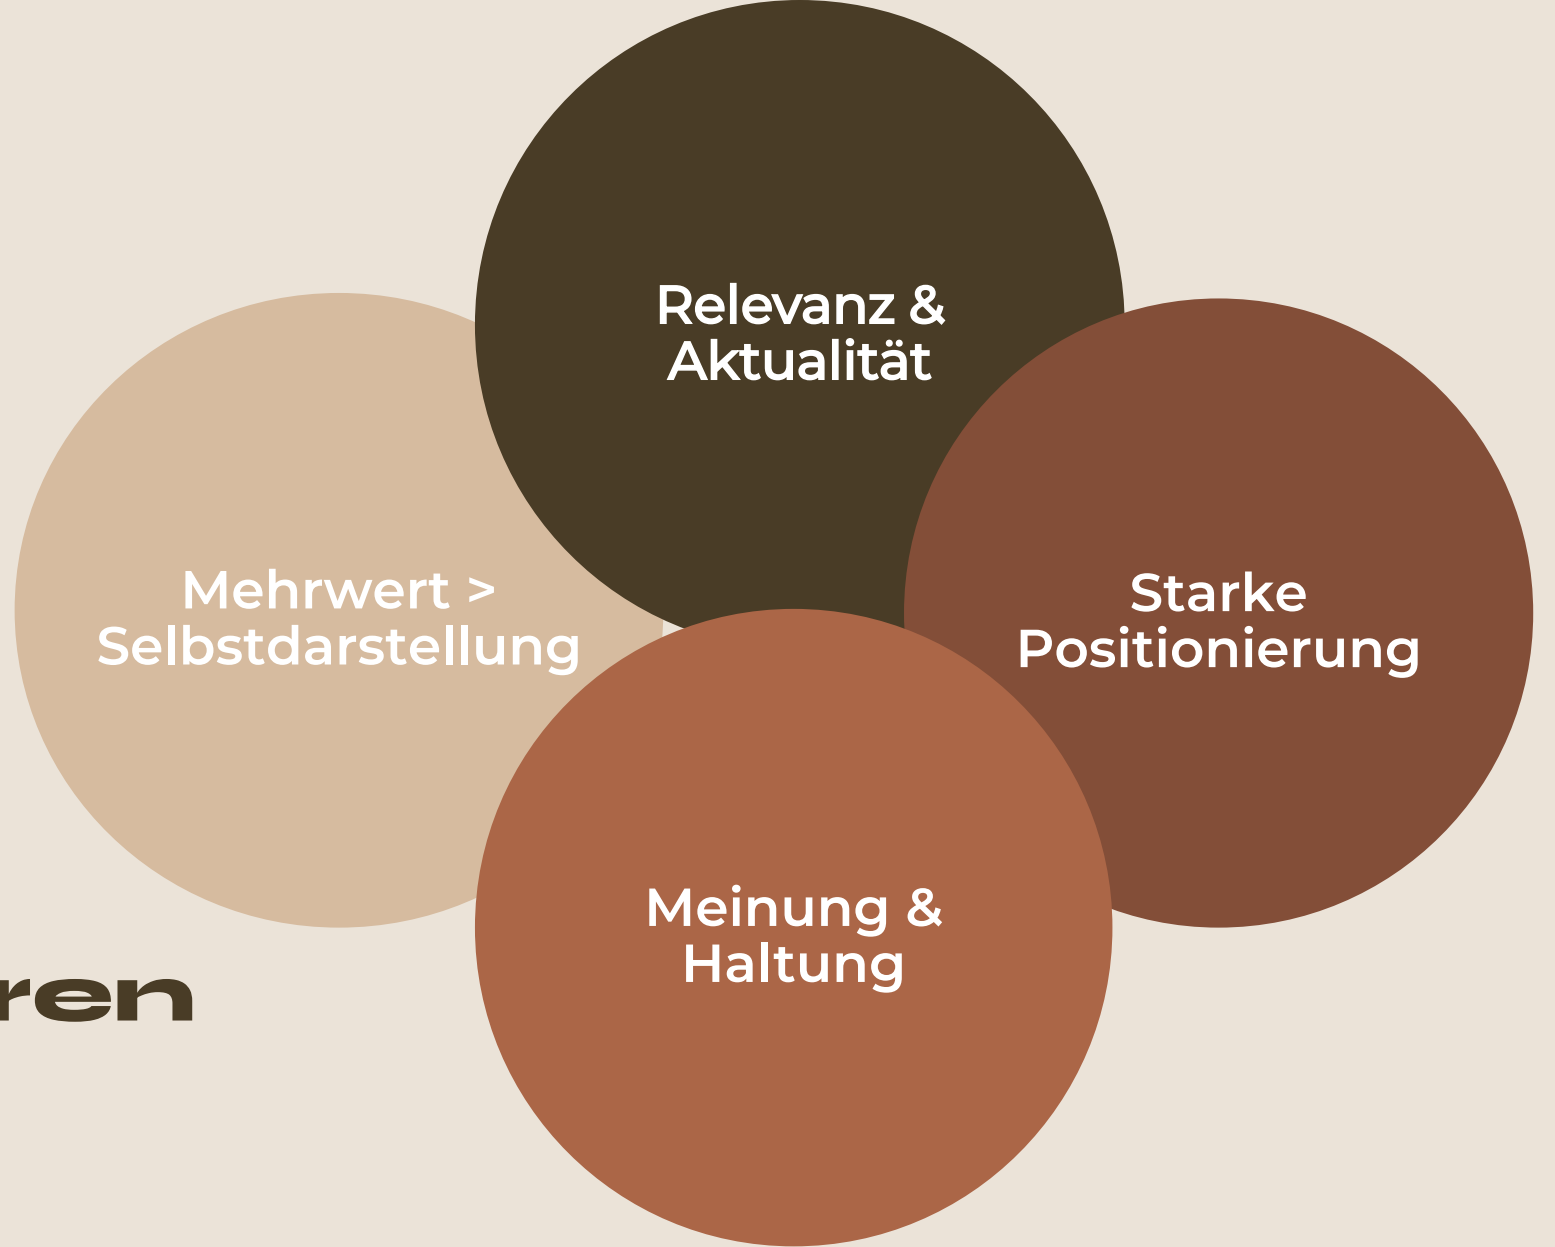 Relevanz &
Aktualität
Mehrwert >
Selbstdarstellung
Starke
Positionierung
Meinung &
Haltung
ren